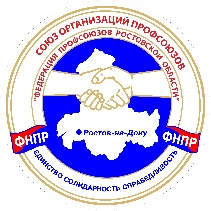 СОЮЗ ОРГАНИЗАЦИЙ ПРОФСОЮЗОВ
"ФЕДЕРАЦИЯ ПРОФСОЮЗОВ РОСТОВСКОЙ ОБЛАСТИ"
Ростов-на-Дону
ФНПР ФНПР
ЕДИНСТВО СОЛИДАРНОСТЬ СПРАВЕДЛИВОСТЬ